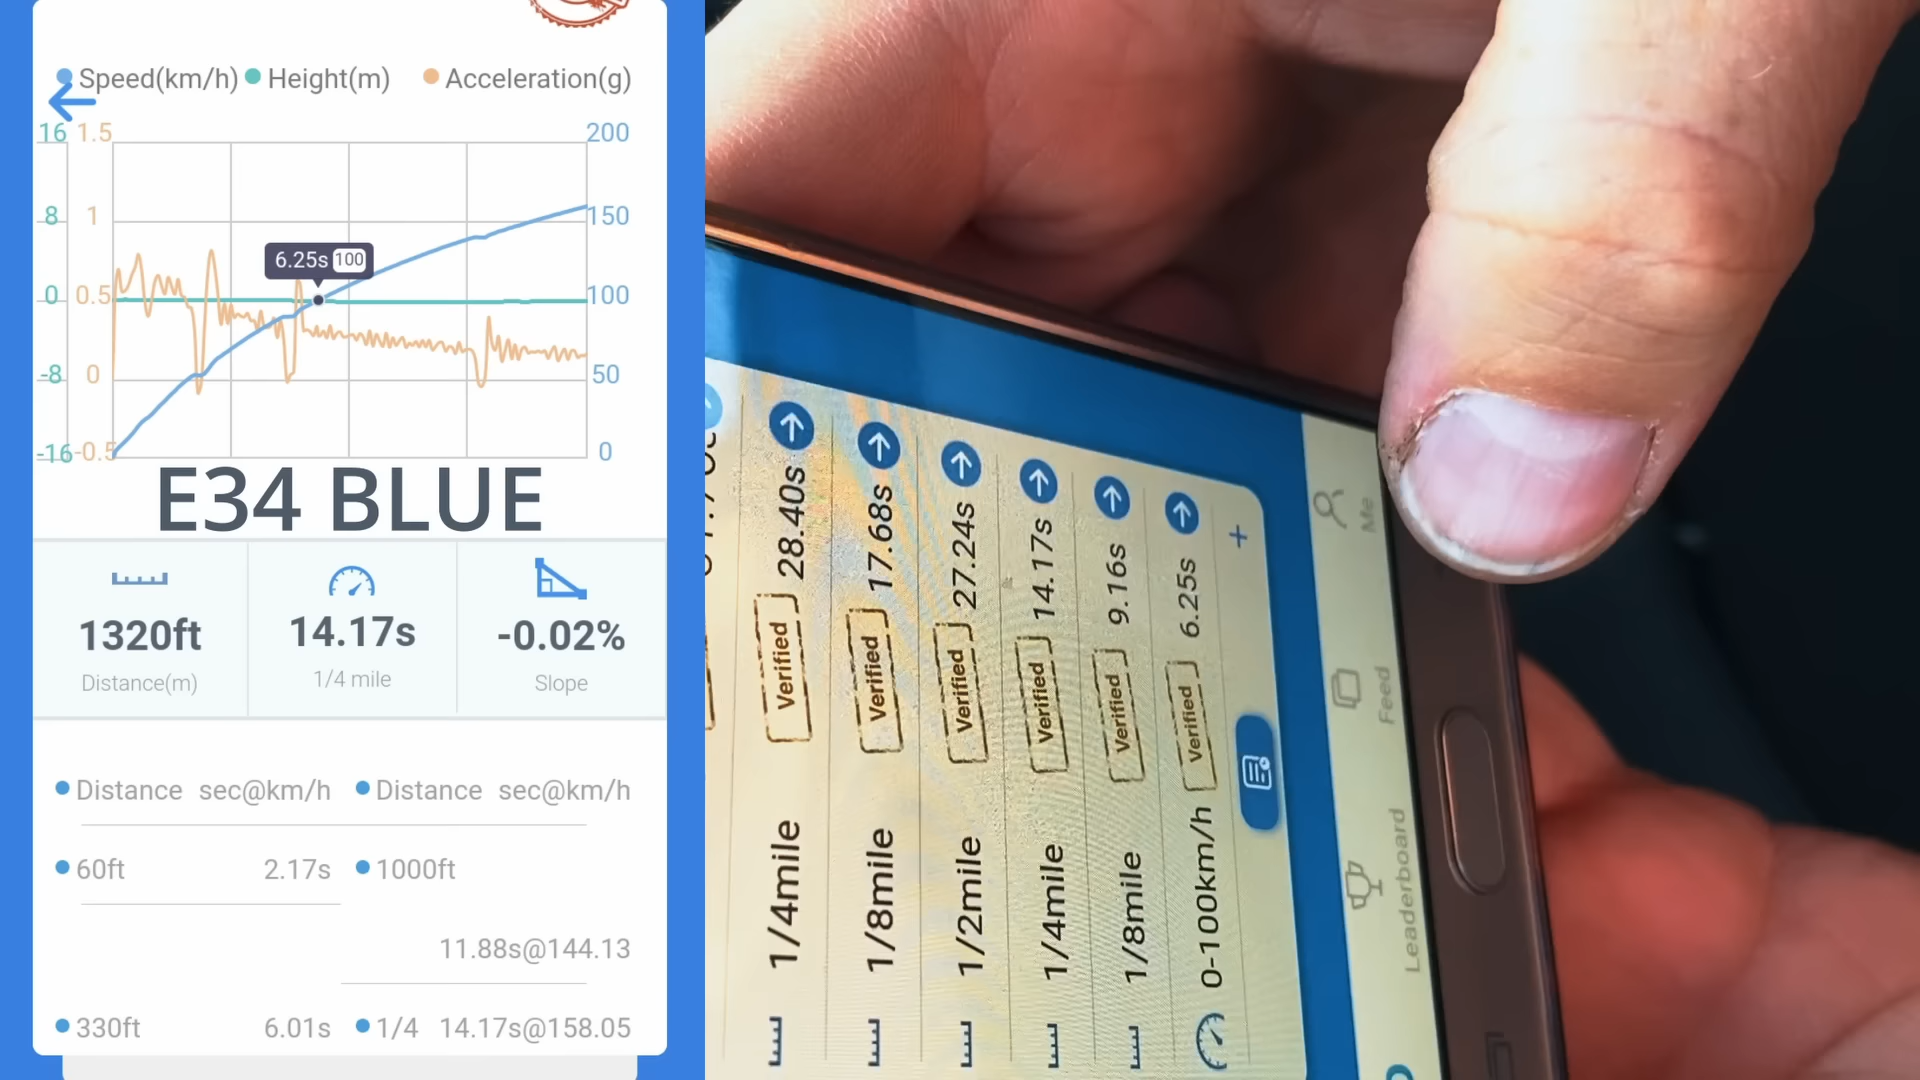 Speed(km/h) Height(m) Acceleration(g)
16 1.5 200
8 1 150
0 0.5 100
-8 0 50
-16 -0.5 0
6.25s 100
E34 BLUE
1320ft 14.17s -0.02%
Distance(m) 1/4 mile Slope
Distance sec@km/h Distance sec@km/h
60ft 2.17s 1000ft
11.88s@144.13
330ft 6.01s 1/4 14.17s@158.05
1/4mile Verified 28.40s
1/8mile Verified 17.68s
1/2mile Verified 27.24s
1/4mile Verified 14.17s
1/8mile Verified 9.16s
0-100km/h Verified 6.25s
+
Leaderboard Feed Me